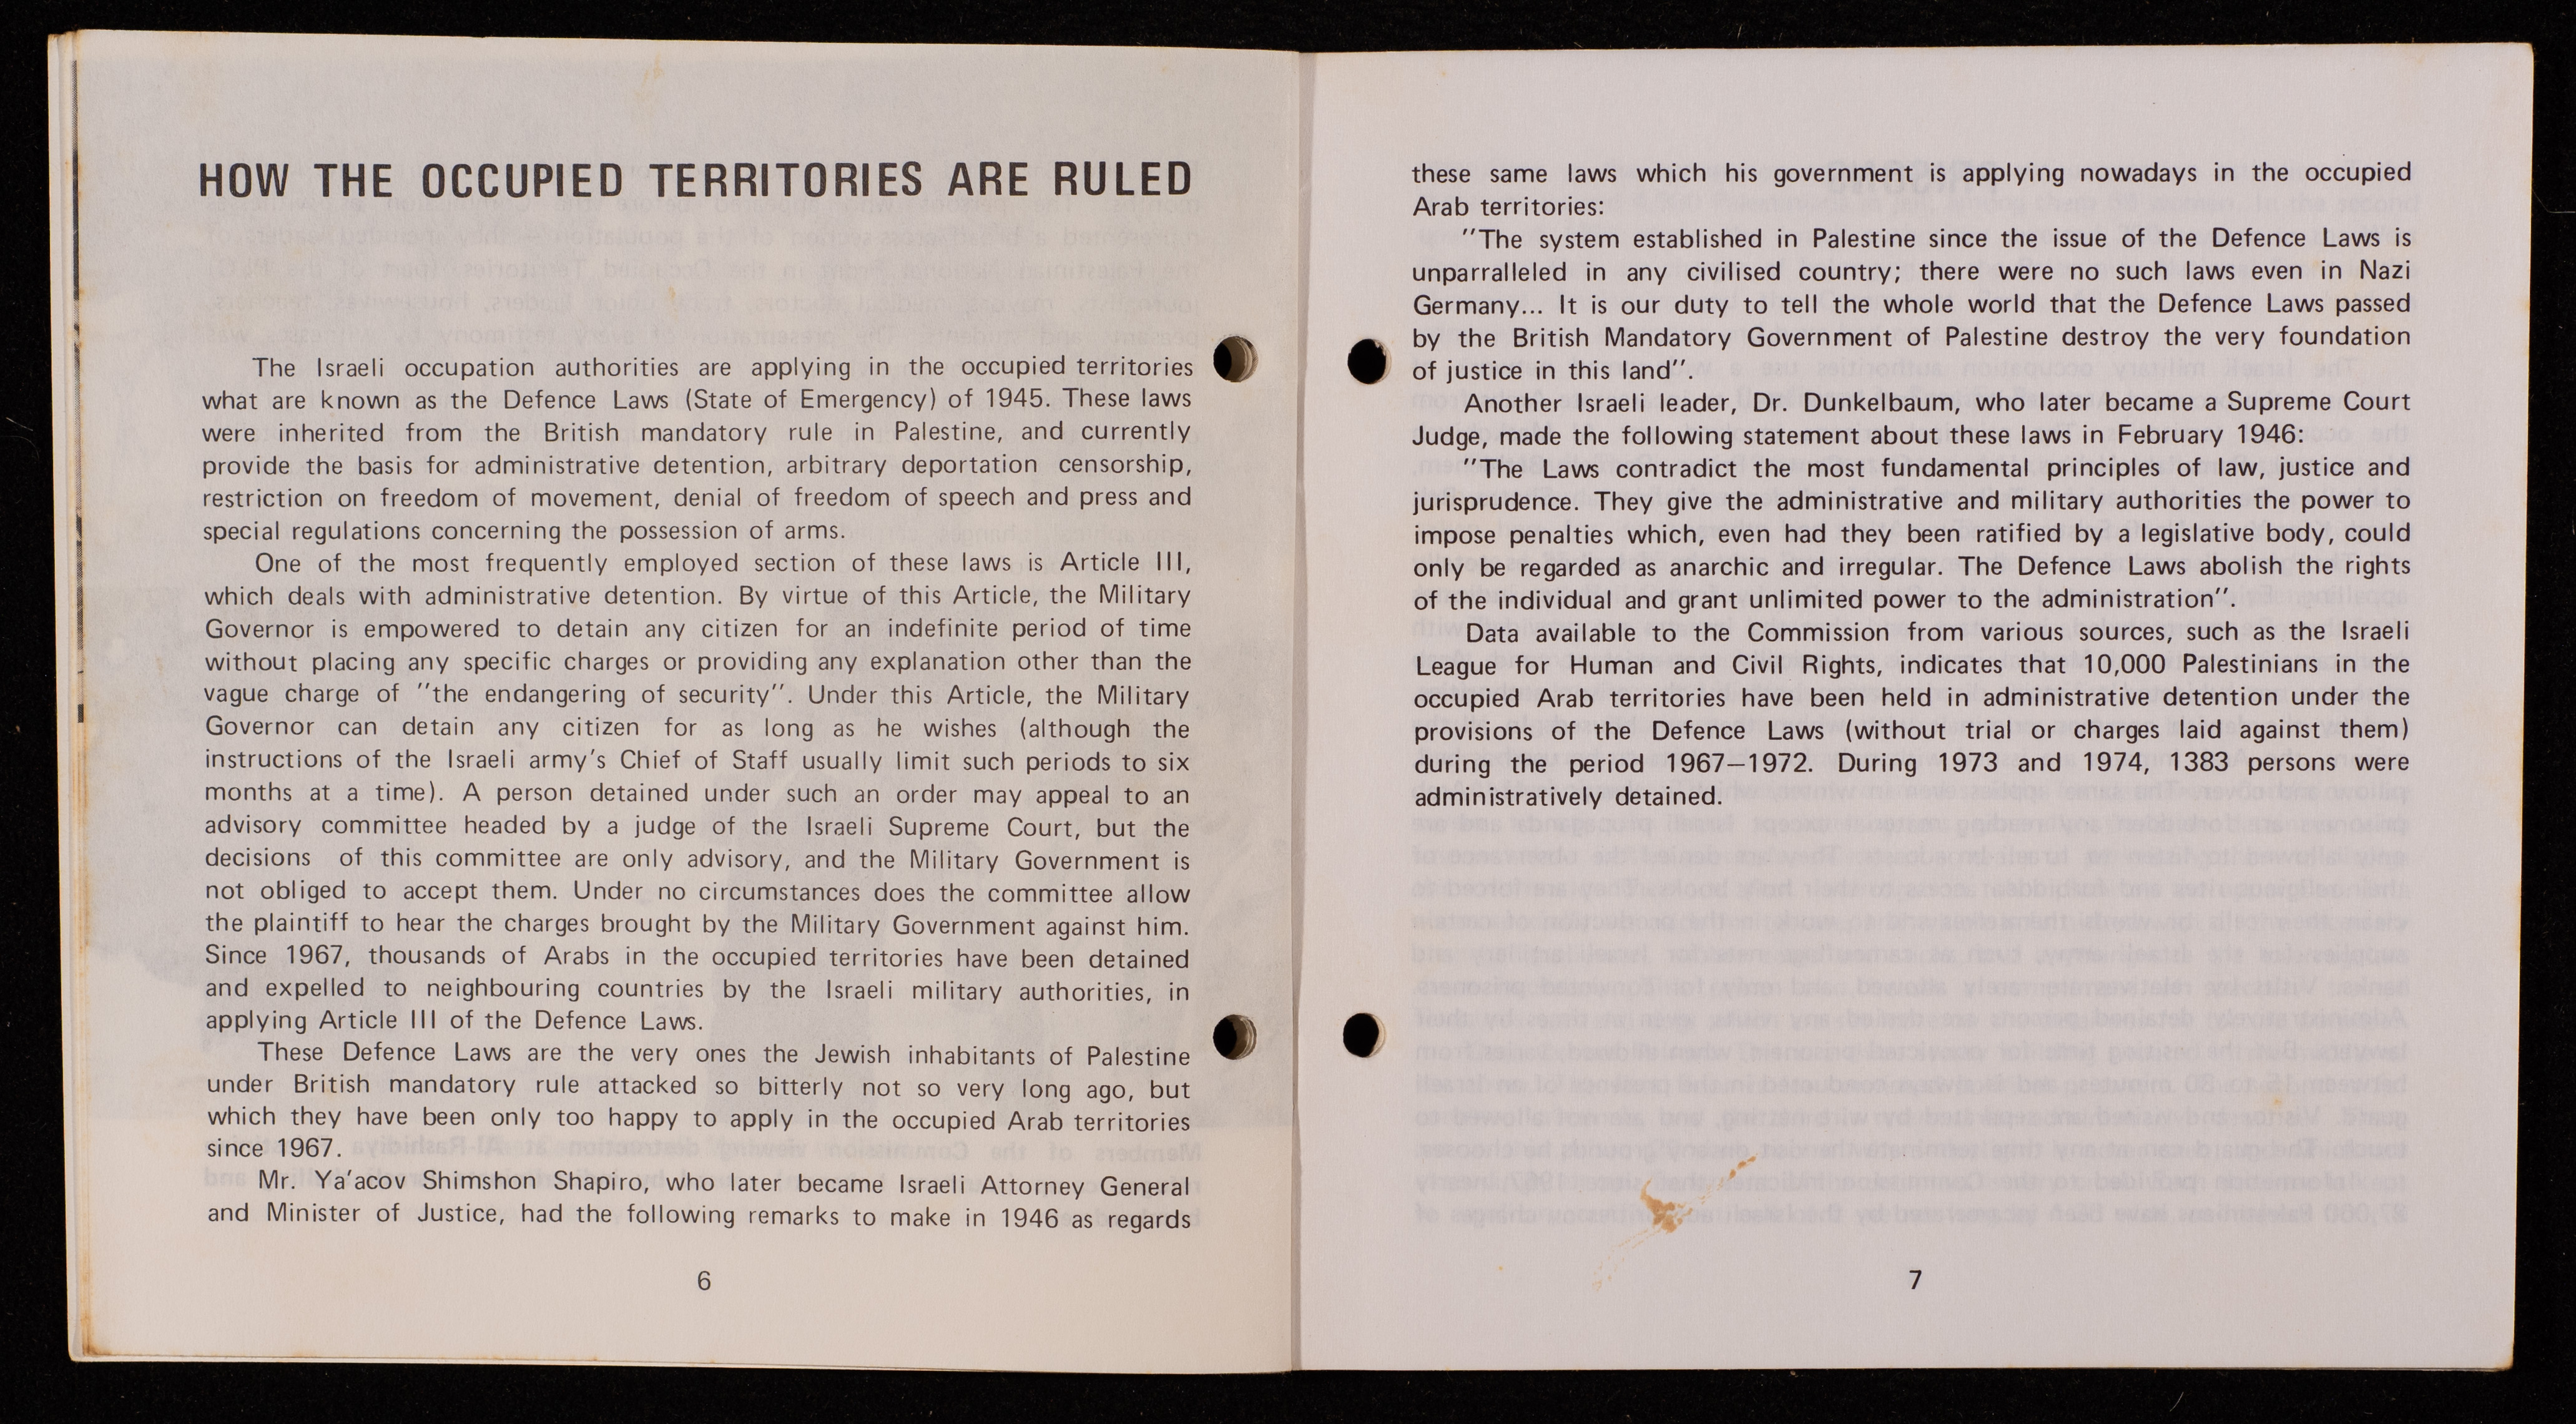 HOW THE OCCUPIED TERRITORIES ARE RULED
The Israeli occupation authorities are applying in the occupied territories
what are known as the Defence Laws (State of Emergency) of 1945. These laws
were inherited from the British mandatory rule in Palestine, and currently
provide the basis for administrative detention, arbitrary deportation censorship,
restriction on freedom of movement, denial of freedom of speech and press and
special regulations concerning the possession of arms.
One of the most frequently employed section of these laws is Article III,
which deals with administrative detention. By virtue of this Article, the Military
Governor is empowered to detain any citizen for an indefinite period of time
without placing any specific charges or providing any explanation other than the
vague charge of "the endangering of security". Under this Article, the Military
Governor can detain any citizen for as long as he wishes (although the
instructions of the Israeli army's Chief of Staff usually limit such periods to six
months at a time). A person detained under such an order may appeal to an
advisory committee headed by a judge of the Israeli Supreme Court, but the
decisions of this committee are only advisory, and the Military Government is
not obliged to accept them. Under no circumstances does the committee allow
the plaintiff to hear the charges brought by the Military Government against him.
Since 1967, thousands of Arabs in the occupied territories have been detained
and expelled to neighbouring countries by the Israeli military authorities, in
applying Article III of the Defence Laws.
These Defence Laws are the very ones the Jewish inhabitants of Palestine
under British mandatory rule attacked so bitterly not so very long ago, but
which they have been only too happy to apply in the occupied Arab territories
since 1967.
Mr. Ya'acov Shimshon Shapiro, who later became Israeli Attorney General
and Minister of Justice, had the following remarks to make in 1946 as regards
6
these same laws which his government is applying nowadays in the occupied
Arab territories:
"The system established in Palestine since the issue of the Defence Laws is
unparralleled in any civilised country; there were no such laws even in Nazi
Germany... It is our duty to tell the whole world that the Defence Laws passed
by the British Mandatory Government of Palestine destroy the very foundation
of justice in this land".
Another Israeli leader, Dr. Dunkelbaum, who later became a Supreme Court
Judge, made the following statement about these laws in February 1946:
"The Laws contradict the most fundamental principles of law, justice and
jurisprudence. They give the administrative and military authorities the power to
impose penalties which, even had they been ratified by a legislative body, could
only be regarded as anarchic and irregular. The Defence Laws abolish the rights
of the individual and grant unlimited power to the administration".
Data available to the Commission from various sources, such as the Israeli
League for Human and Civil Rights, indicates that 10,000 Palestinians in the
occupied Arab territories have been held in administrative detention under the
provisions of the Defence Laws (without trial or charges laid against them)
during the period 1967–1972. During 1973 and 1974, 1383 persons were
administratively detained.
7